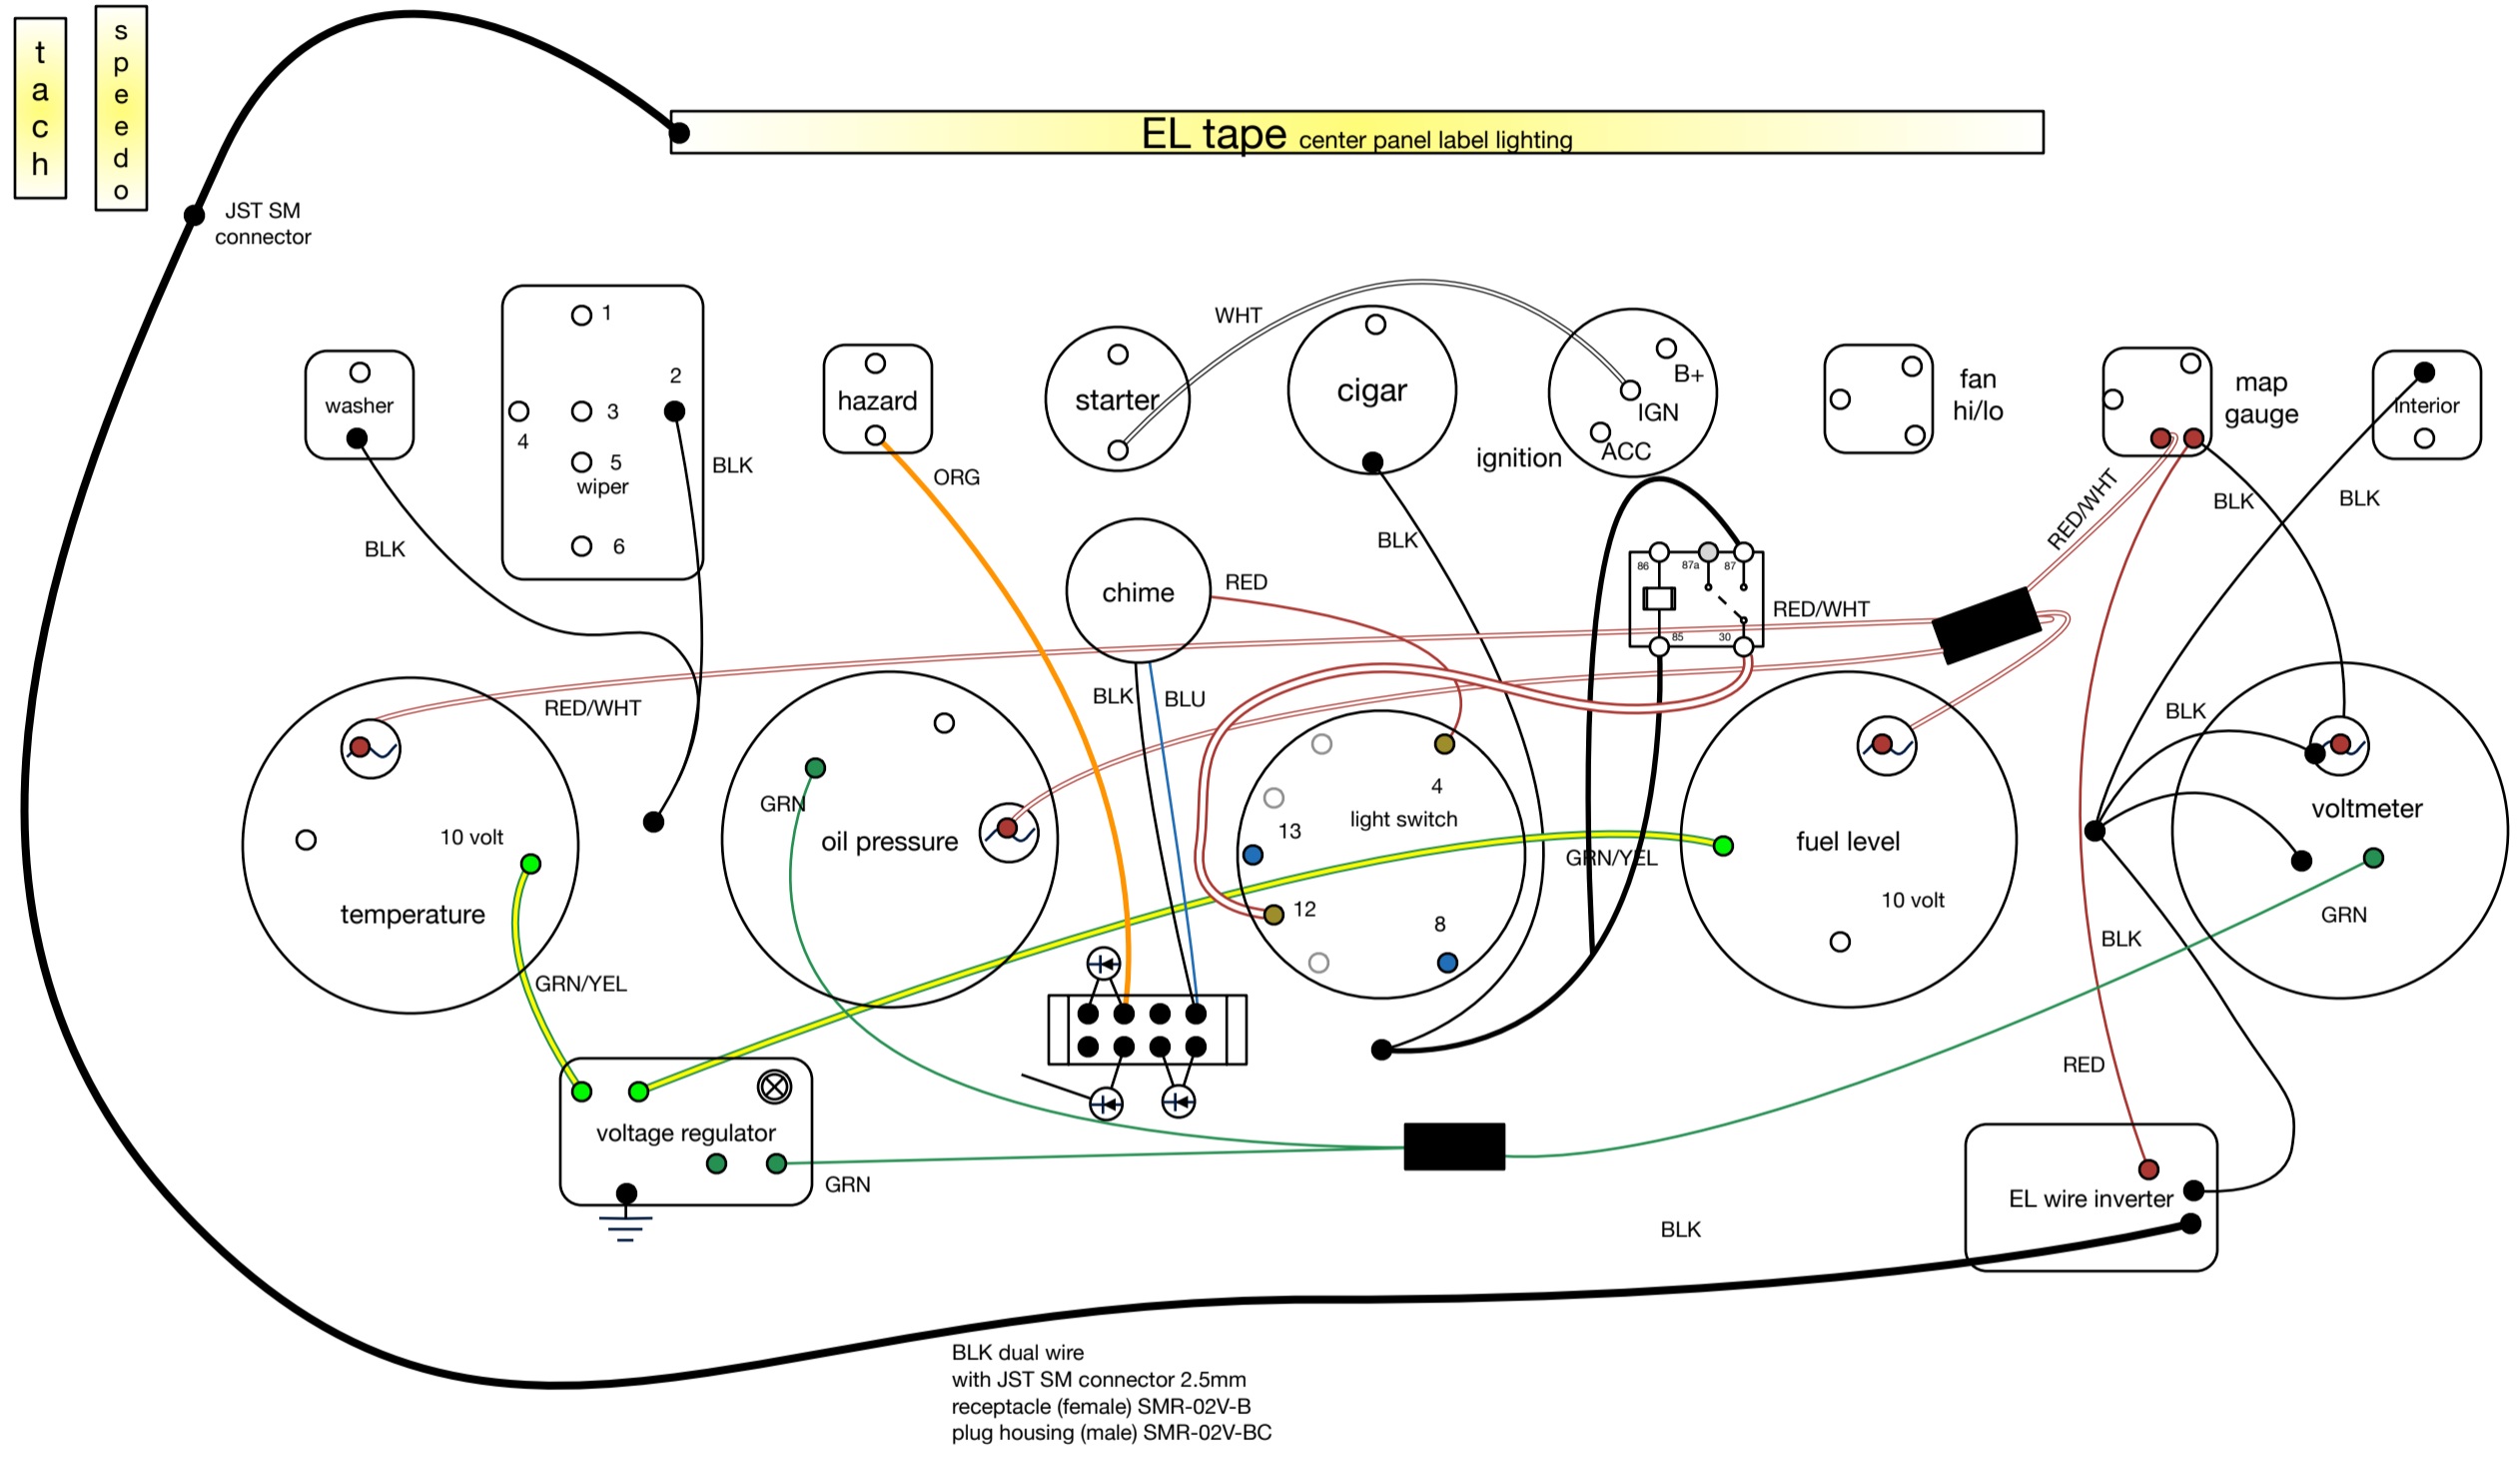 tach
speedo
EL tape center panel label lighting
JST SM
connector
WHT
1
2
3
4
5
wiper
6
BLK
washer
BLK
hazard
ORG
starter
cigar
BLK
ignition
B+
IGN
ACC
fan
hi/lo
map
gauge
Interior
RED/WHT
BLK
BLK
chime
RED
BLK
BLU
86
87a
87
85
30
RED/WHT
RED/WHT
10 volt
temperature
GRN/YEL
GRN
oil pressure
4
light switch
13
12
8
GRN/YEL
fuel level
10 volt
BLK
voltmeter
GRN
BLK
RED
voltage regulator
GRN
EL wire inverter
BLK
BLK dual wire
with JST SM connector 2.5mm
receptacle (female) SMR-02V-B
plug housing (male) SMR-02V-BC